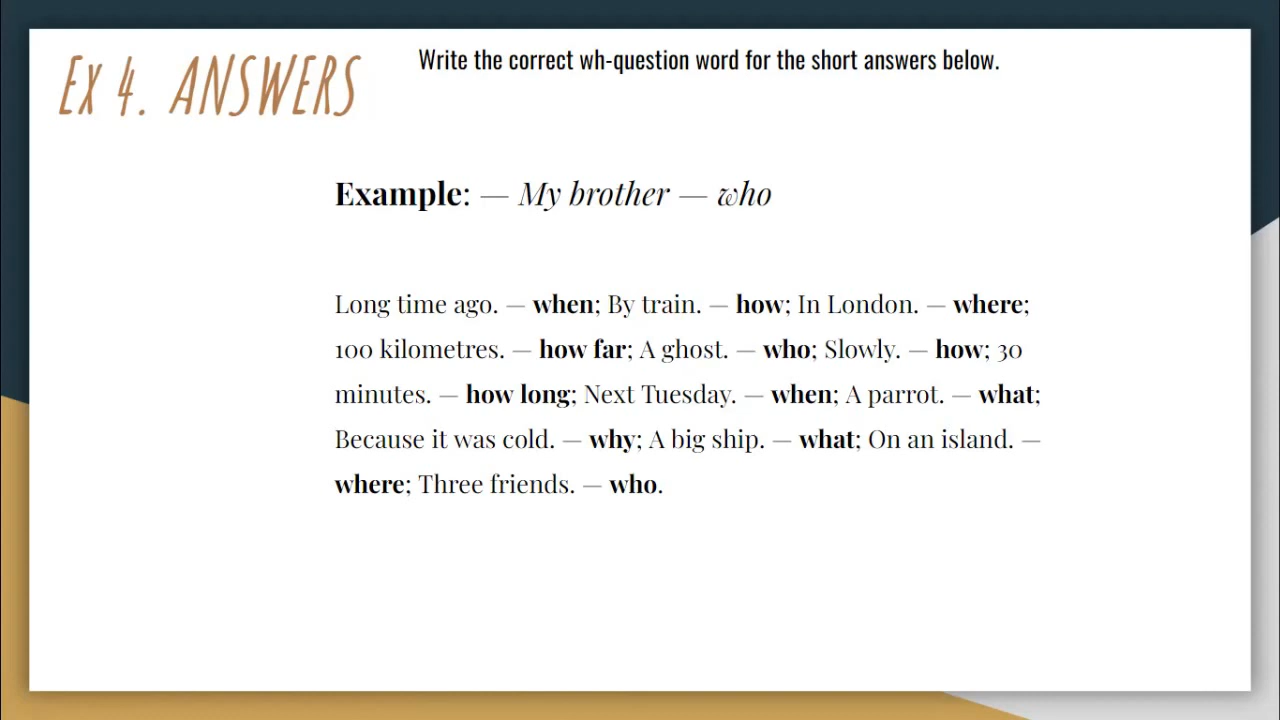 Ex 4. ANSWERS
Write the correct wh-question word for the short answers below.
Example: — My brother — who
Long time ago. — when; By train. — how; In London. — where;
100 kilometres. — how far; A ghost. — who; Slowly. — how; 30
minutes. — how long; Next Tuesday. — when; A parrot. — what;
Because it was cold. — why; A big ship. — what; On an island. —
where; Three friends. — who.